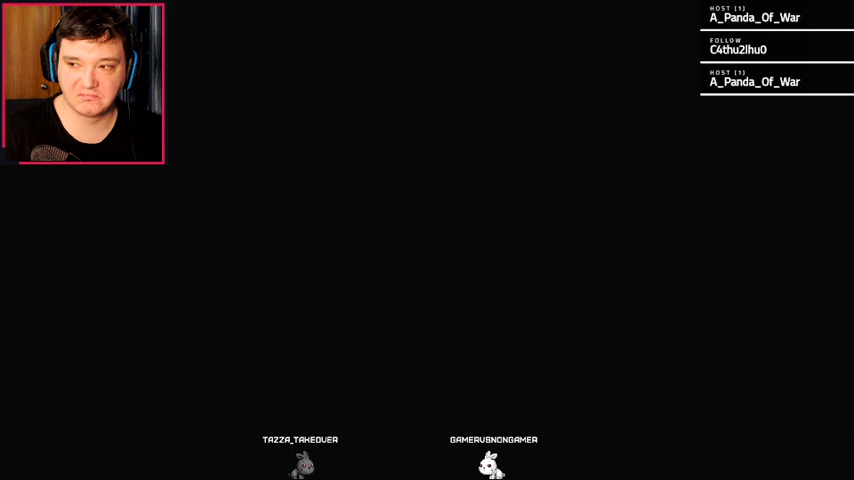 HOST [1]
A_Panda_Of_War
FOLLOW
C4thu2lhu0
HOST [1]
A_Panda_Of_War
TAZZA_TAKEOVER
GAMERVSNONGAMER